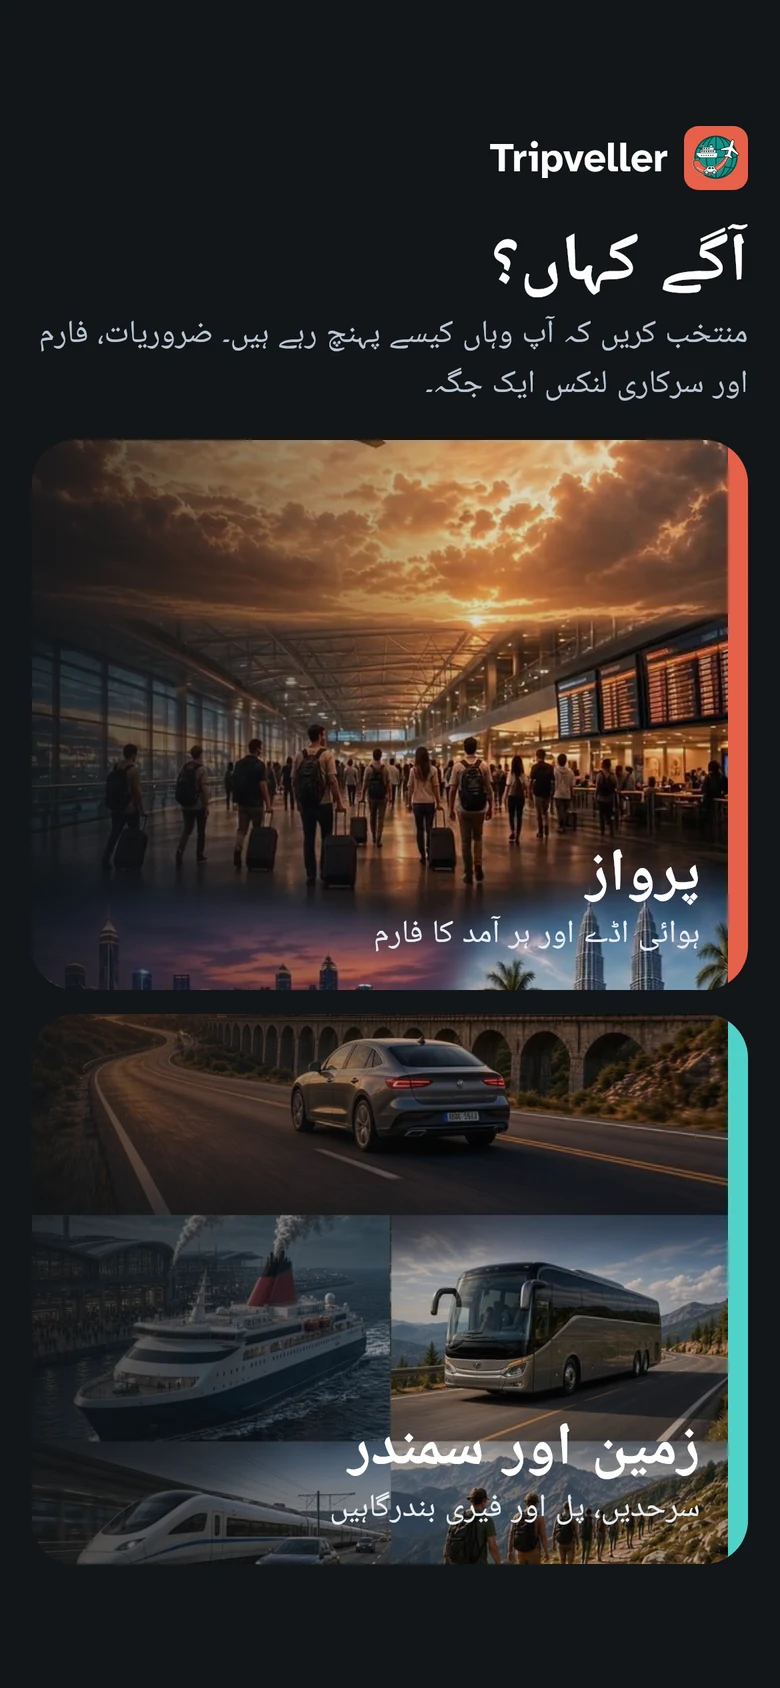 Tripveller
آگے کہاں؟
منتخب کریں کہ آپ وہاں کیسے پہنچ رہے ہیں۔ ضروریات، فارم
اور سرکاری لنکس ایک جگہ۔
پرواز
ہوائی اڈے اور ہر آمد کا فارم
زمین اور سمندر
سرحدیں، پل اور فیری بندرگاہیں